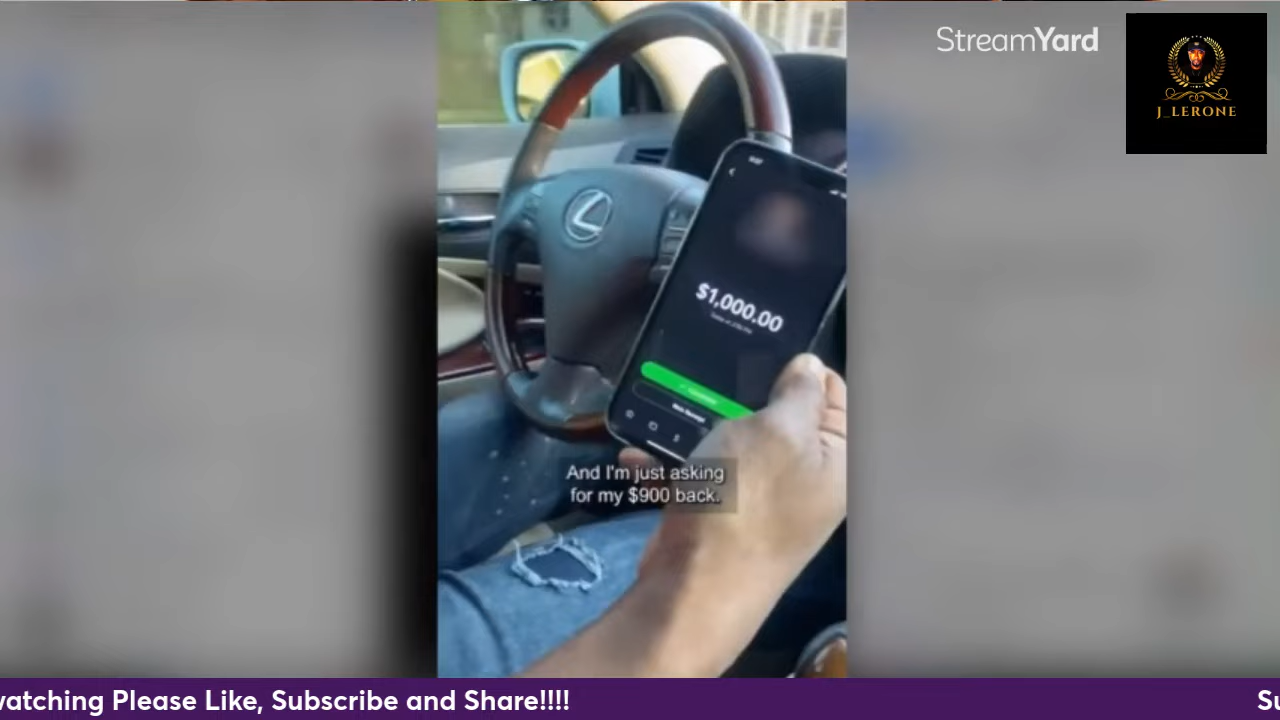 StreamYard
J_LERONE
$1,000.00
And I'm just asking
for my $900 back.
watching Please Like, Subscribe and Share!!!!
Su